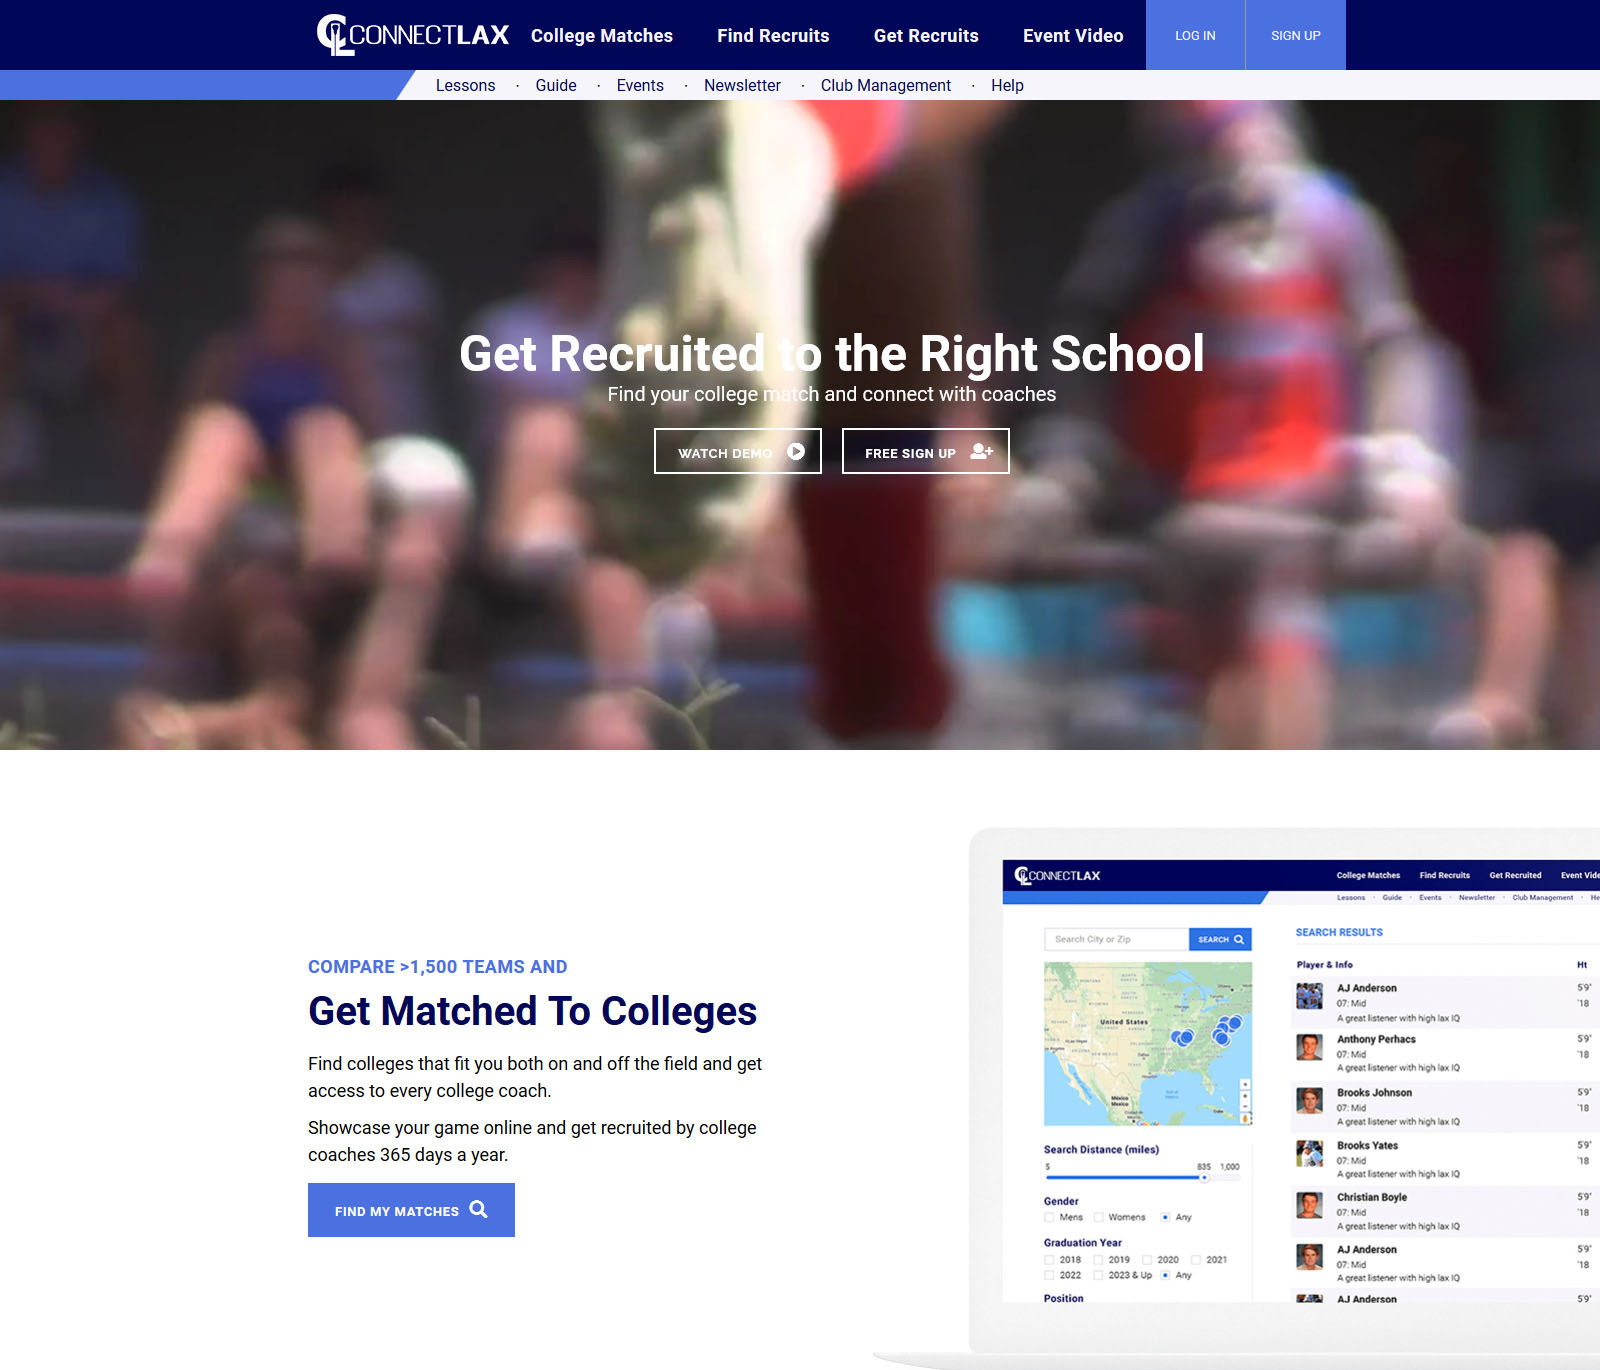 CONNECTLAX
College Matches
Find Recruits
Get Recruits
Event Video
LOG IN
SIGN UP
Lessons · Guide · Events · Newsletter · Club Management · Help
Get Recruited to the Right School
Find your college match and connect with coaches
WATCH DEMO
FREE SIGN UP
COMPARE >1,500 TEAMS AND
Get Matched To Colleges
Find colleges that fit you both on and off the field and get
access to every college coach.
Showcase your game online and get recruited by college
coaches 365 days a year.
FIND MY MATCHES
CONNECTLAX
College Matches
Find Recruits
Get Recruited
Lessons · Guide · Events · Newsletter · Club Management
Search City or Zip
SEARCH
United States
México
Mexico
Cuba
Search Distance (miles)
5 835 1,000
Gender
Mens Womens Any
Graduation Year
2018 2019 2020 2021
2022 2023 & Up Any
Position
SEARCH RESULTS
Player & Info Ht
AJ Anderson 5'9"
07: Mid '18
A great listener with high lax IQ
Anthony Perhacs 5'9"
07: Mid '18
A great listener with high lax IQ
Brooks Johnson 5'9"
07: Mid '18
A great listener with high lax IQ
Brooks Yates 5'9"
07: Mid '18
A great listener with high lax IQ
Christian Boyle 5'9"
07: Mid '18
A great listener with high lax IQ
AJ Anderson 5'9"
07: Mid '18
A great listener with high lax IQ
AJ Anderson 5'9"